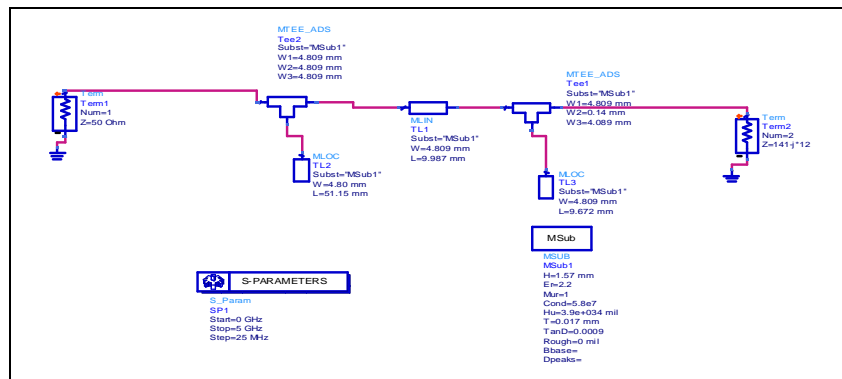 MTEE_ADS
Tee2
Subst="MSub1"
W1=4.809 mm
W2=4.809 mm
W3=4.809 mm
Term
Term1
Num=1
Z=50 Ohm
MLIN
TL1
Subst="MSub1"
W=4.809 mm
L=9.987 mm
MTEE_ADS
Tee1
Subst="MSub1"
W1=4.809 mm
W2=0.14 mm
W3=4.089 mm
Term
Term2
Num=2
Z=141-j*12
MLOC
TL2
Subst="MSub1"
W=4.80 mm
L=51.15 mm
MLOC
TL3
Subst="MSub1"
W=4.809 mm
L=9.672 mm
MSub
MSUB
MSub1
H=1.57 mm
Er=2.2
Mur=1
Cond=5.8e7
Hu=3.9e+034 mil
T=0.017 mm
TanD=0.0009
Rough=0 mil
Bbase=
Dpeaks=
S-PARAMETERS
S_Param
SP1
Start=0 GHz
Stop=5 GHz
Step=25 MHz